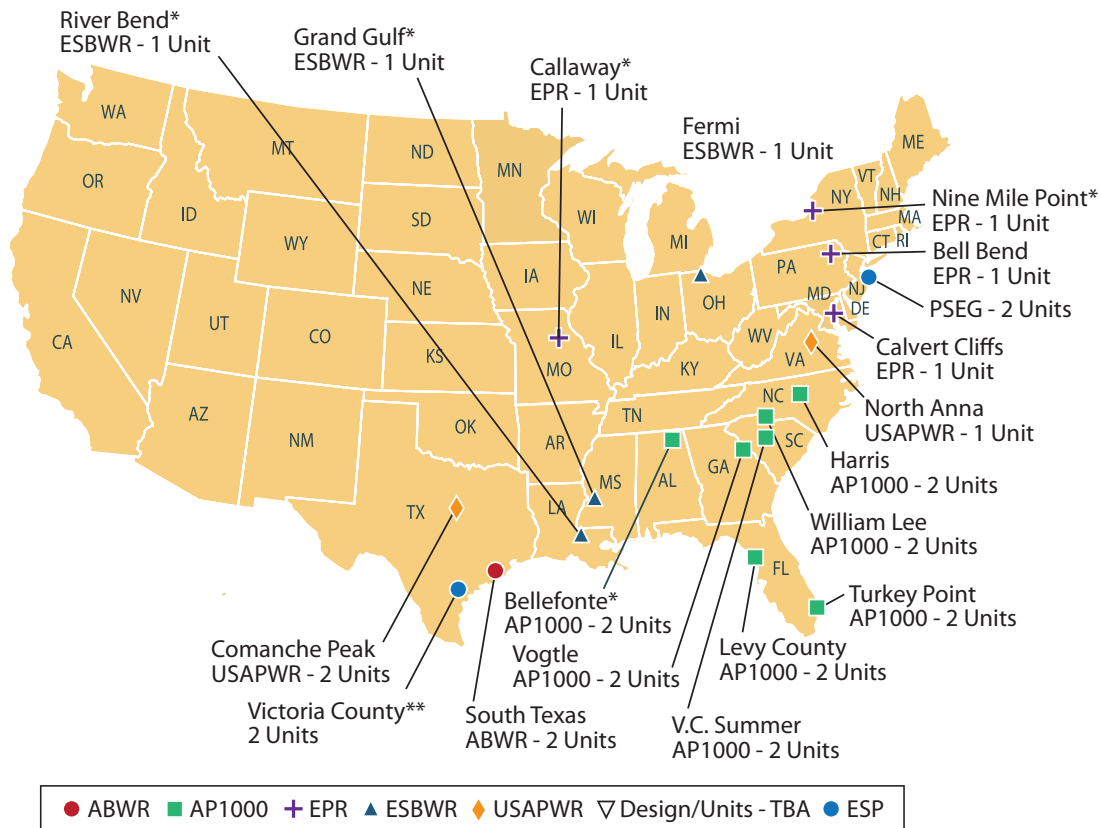 River Bend*
ESBWR - 1 Unit
Grand Gulf*
ESBWR - 1 Unit
Callaway*
EPR - 1 Unit
Fermi
ESBWR - 1 Unit
Nine Mile Point*
EPR - 1 Unit
Bell Bend
EPR - 1 Unit
PSEG - 2 Units
Calvert Cliffs
EPR - 1 Unit
North Anna
USAPWR - 1 Unit
Harris
AP1000 - 2 Units
William Lee
AP1000 - 2 Units
Turkey Point
AP1000 - 2 Units
Levy County
AP1000 - 2 Units
V.C. Summer
AP1000 - 2 Units
Bellefonte*
AP1000 - 2 Units
Vogtle
AP1000 - 2 Units
South Texas
ABWR - 2 Units
Comanche Peak
USAPWR - 2 Units
Victoria County**
2 Units
WA
OR
CA
ID
NV
MT
WY
UT
AZ
CO
NM
ND
SD
NE
KS
OK
TX
MN
IA
MO
AR
LA
WI
IL
MI
IN
OH
KY
TN
MS
AL
GA
FL
SC
NC
VA
WV
PA
MD
DE
NJ
NY
CT
RI
MA
VT
NH
ME
ABWR
AP1000
EPR
ESBWR
USAPWR
Design/Units - TBA
ESP